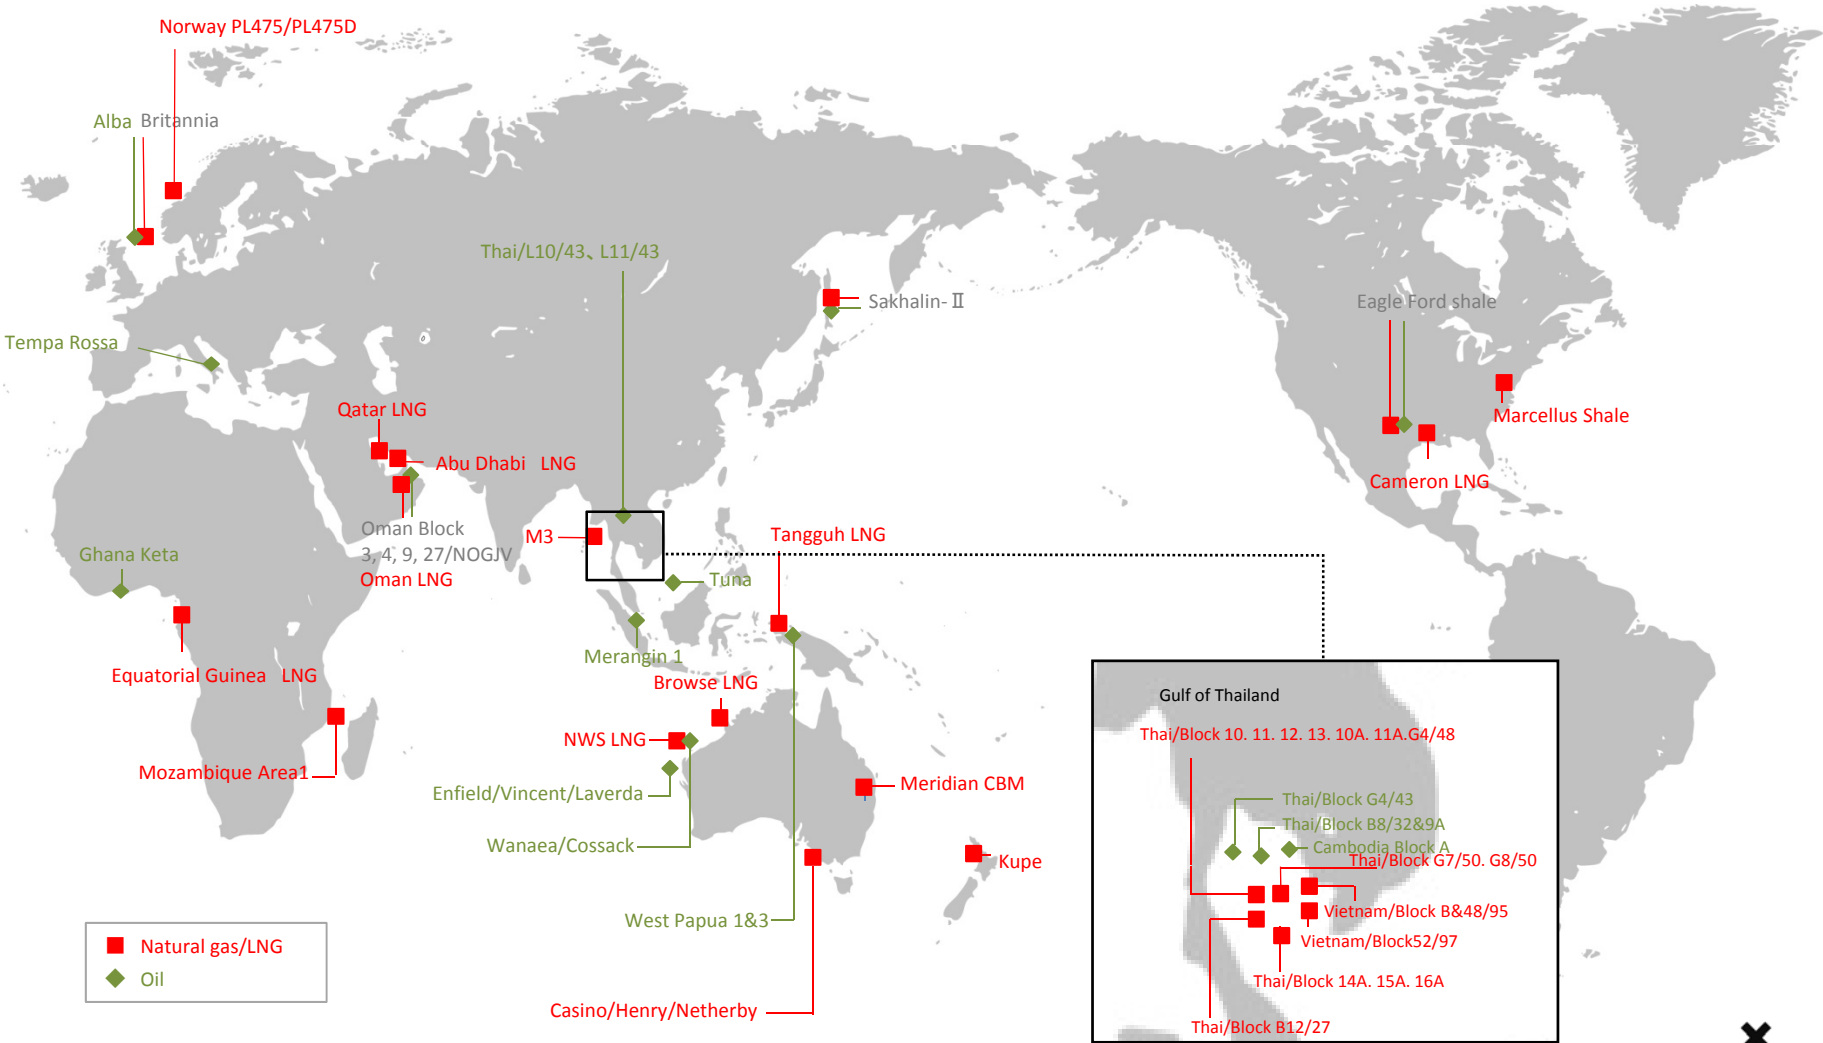 Norway PL475/PL475D
Alba Britannia
Thai/L10/43、L11/43
Sakhalin-Ⅱ
Eagle Ford shale
Tempa Rossa
Qatar LNG
Marcellus Shale
Abu Dhabi LNG
Cameron LNG
Oman Block
3, 4, 9, 27/NOGJV
Oman LNG
M3
Tangguh LNG
Ghana Keta
Tuna
Merangin 1
Equatorial Guinea LNG
Browse LNG
NWS LNG
Mozambique Area1
Enfield/Vincent/Laverda
Meridian CBM
Wanaea/Cossack
Kupe
West Papua 1&3
Casino/Henry/Netherby
Natural gas/LNG
Oil
Gulf of Thailand
Thai/Block 10. 11. 12. 13. 10A. 11A.G4/48
Thai/Block G4/43
Thai/Block B8/32&9A
Cambodia Block A
Thai/Block G7/50. G8/50
Vietnam/Block B&48/95
Vietnam/Block52/97
Thai/Block 14A. 15A. 16A
Thai/Block B12/27